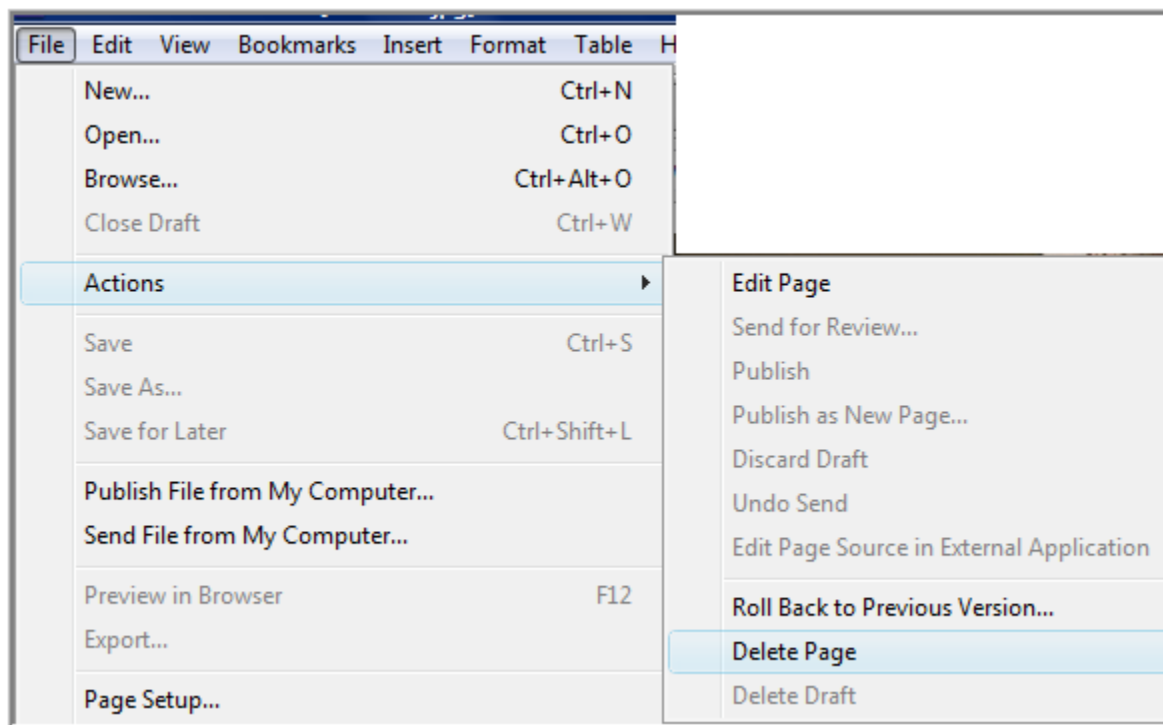 File Edit View Bookmarks Insert Format Table H
New... Ctrl+N
Open... Ctrl+O
Browse... Ctrl+Alt+O
Close Draft Ctrl+W
Actions
Save Ctrl+S
Save As...
Save for Later Ctrl+Shift+L
Publish File from My Computer...
Send File from My Computer...
Preview in Browser F12
Export...
Page Setup...
Edit Page
Send for Review...
Publish
Publish as New Page...
Discard Draft
Undo Send
Edit Page Source in External Application
Roll Back to Previous Version...
Delete Page
Delete Draft